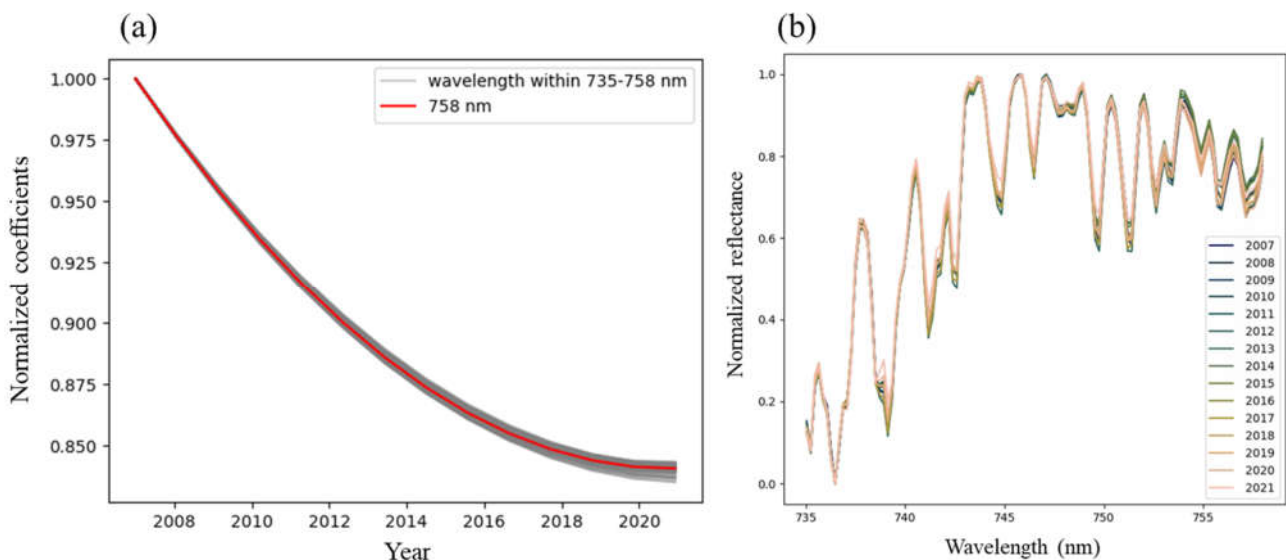 (a)
1.000
0.975
0.950
0.925
0.900
0.875
0.850
Normalized coefficients
wavelength within 735-758 nm
758 nm
2008 2010 2012 2014 2016 2018 2020
Year
(b)
1.0
0.8
0.6
0.4
0.2
0.0
Normalized reflectance
2007
2008
2009
2010
2011
2012
2013
2014
2015
2016
2017
2018
2019
2020
2021
735 740 745 750 755
Wavelength (nm)